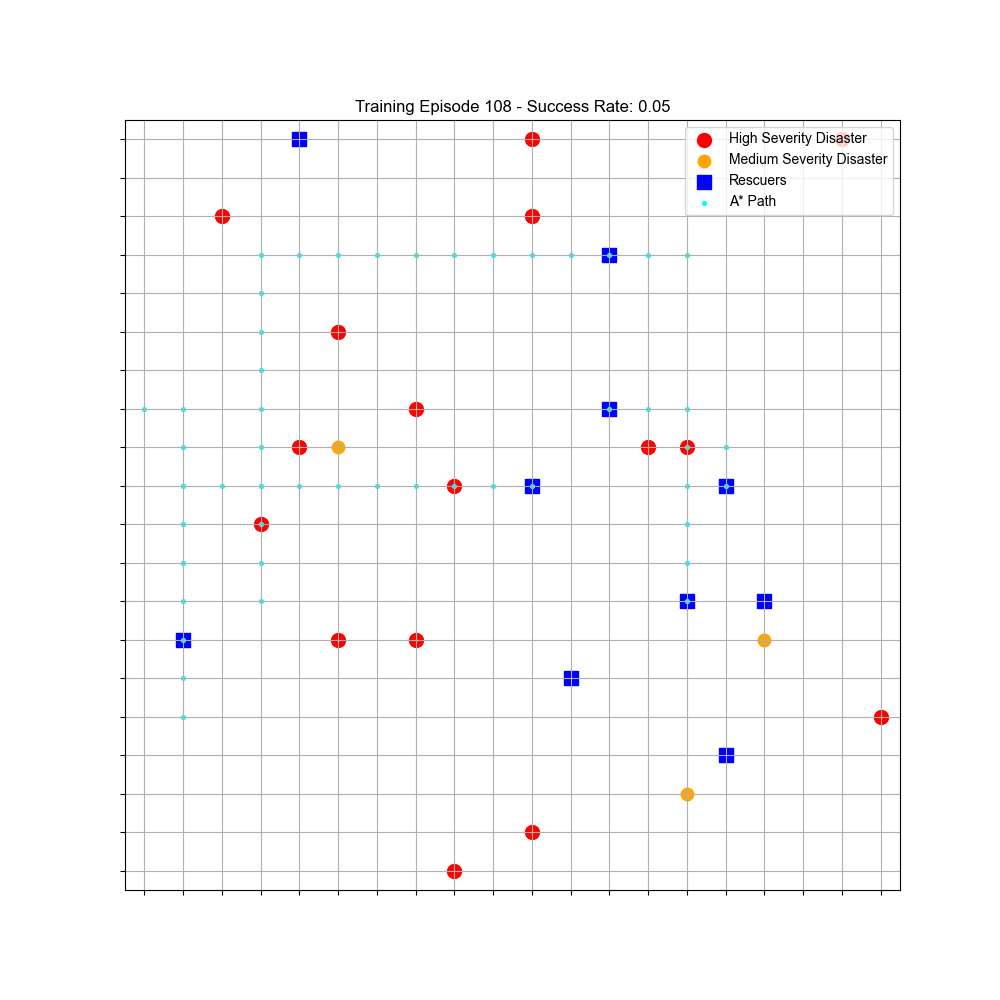 Training Episode 108 - Success Rate: 0.05
High Severity Disaster
Medium Severity Disaster
Rescuers
A* Path